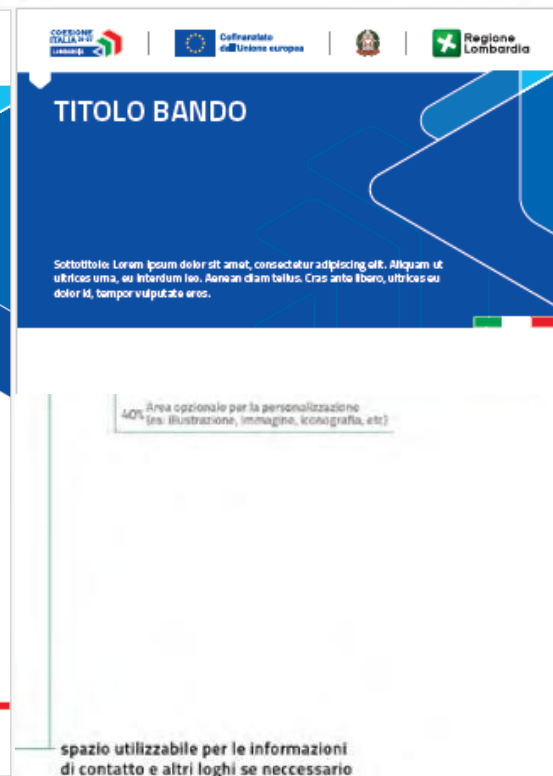 COESIONE
ITALIA 21-27
LOMBARDIA
Cofinanziato
dall'Unione europea
Regione
Lombardia
TITOLO BANDO
Sottotitolo: Lorem ipsum dolor sit amet, consectetur adipiscing elit. Aliquam ut
ultrices urna, eu interdum leo. Aenean diam tellus. Cras ante libero, ultrices eu
dolor id, tempor vulputate eros.
40% Area opzionale per la personalizzazione
(es: illustrazione, immagine, iconografia, etc)
spazio utilizzabile per le informazioni
di contatto e altri loghi se neccessario